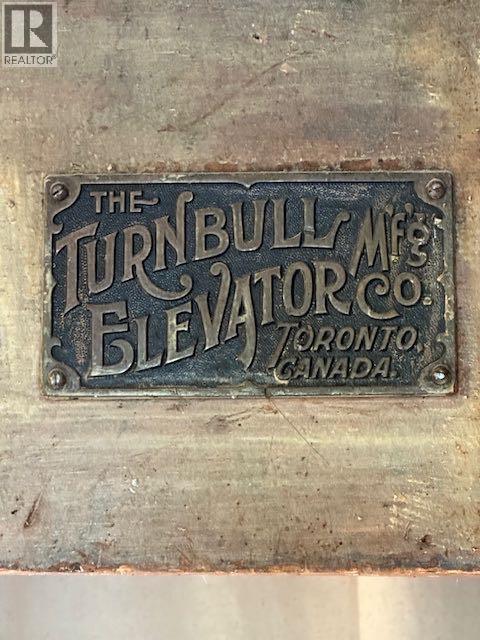 R
REALTOR®
THE
TURNBULL Mf'g's
ELEVATOR CO.
TORONTO,
CANADA.